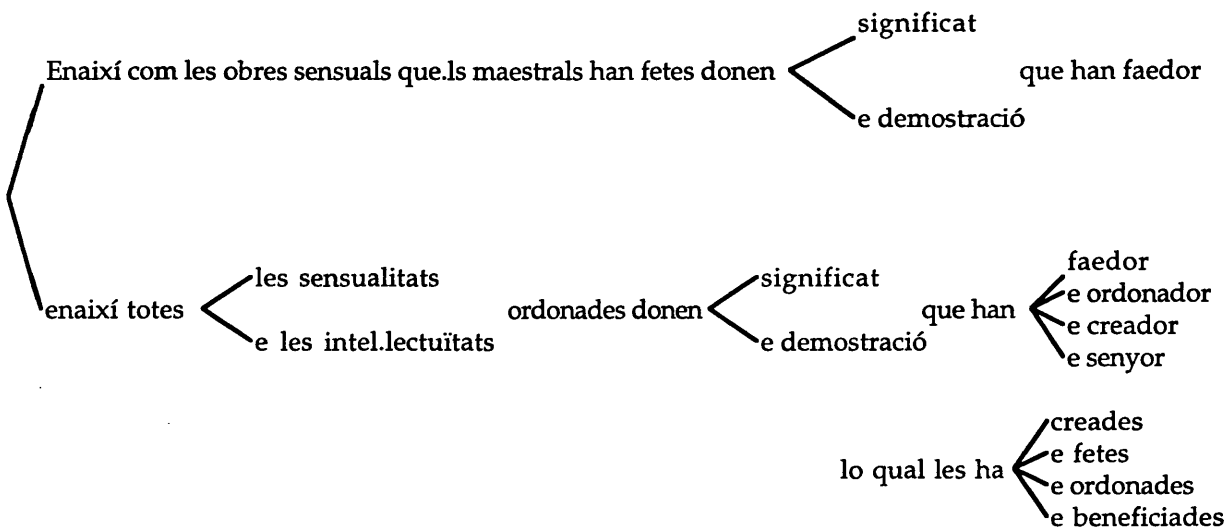 significat
Enaixí com les obres sensuals que.ls maestrals han fetes donen
que han faedor
e demostració
les sensualitats
enaixí totes
e les intel.lectuïtats
ordonades donen
significat
e demostració
que han
faedor
e ordonador
e creador
e senyor
lo qual les ha
creades
e fetes
e ordonades
e beneficiades